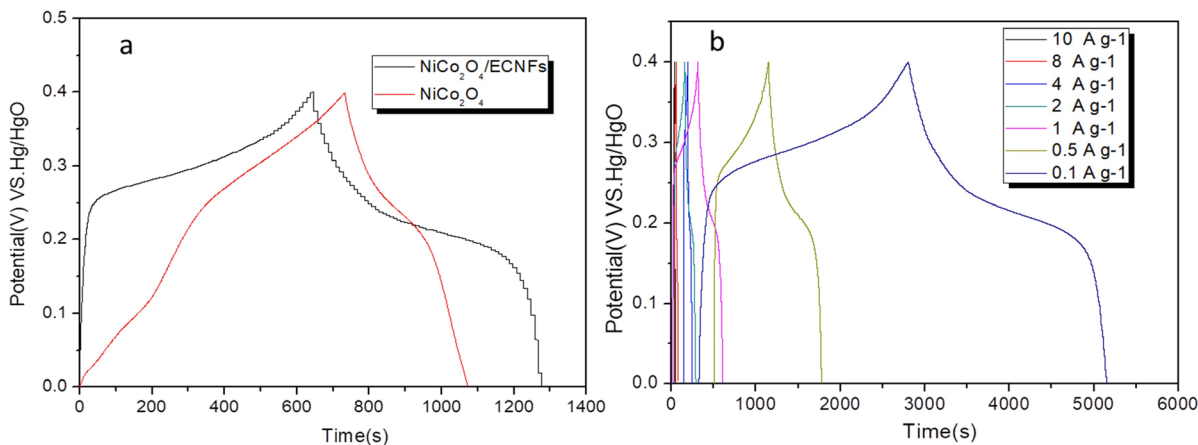 a
0.5
0.4
0.3
0.2
0.1
0.0
Potential(V) VS.Hg/HgO
NiCo₂O₄/ECNFs
NiCo₂O₄
0 200 400 600 800 1000 1200 1400
Time(s)
b
0.4
0.3
0.2
0.1
0.0
Potential(V) VS.Hg/HgO
10 A g-1
8 A g-1
4 A g-1
2 A g-1
1 A g-1
0.5 A g-1
0.1 A g-1
0 1000 2000 3000 4000 5000 6000
Time(s)